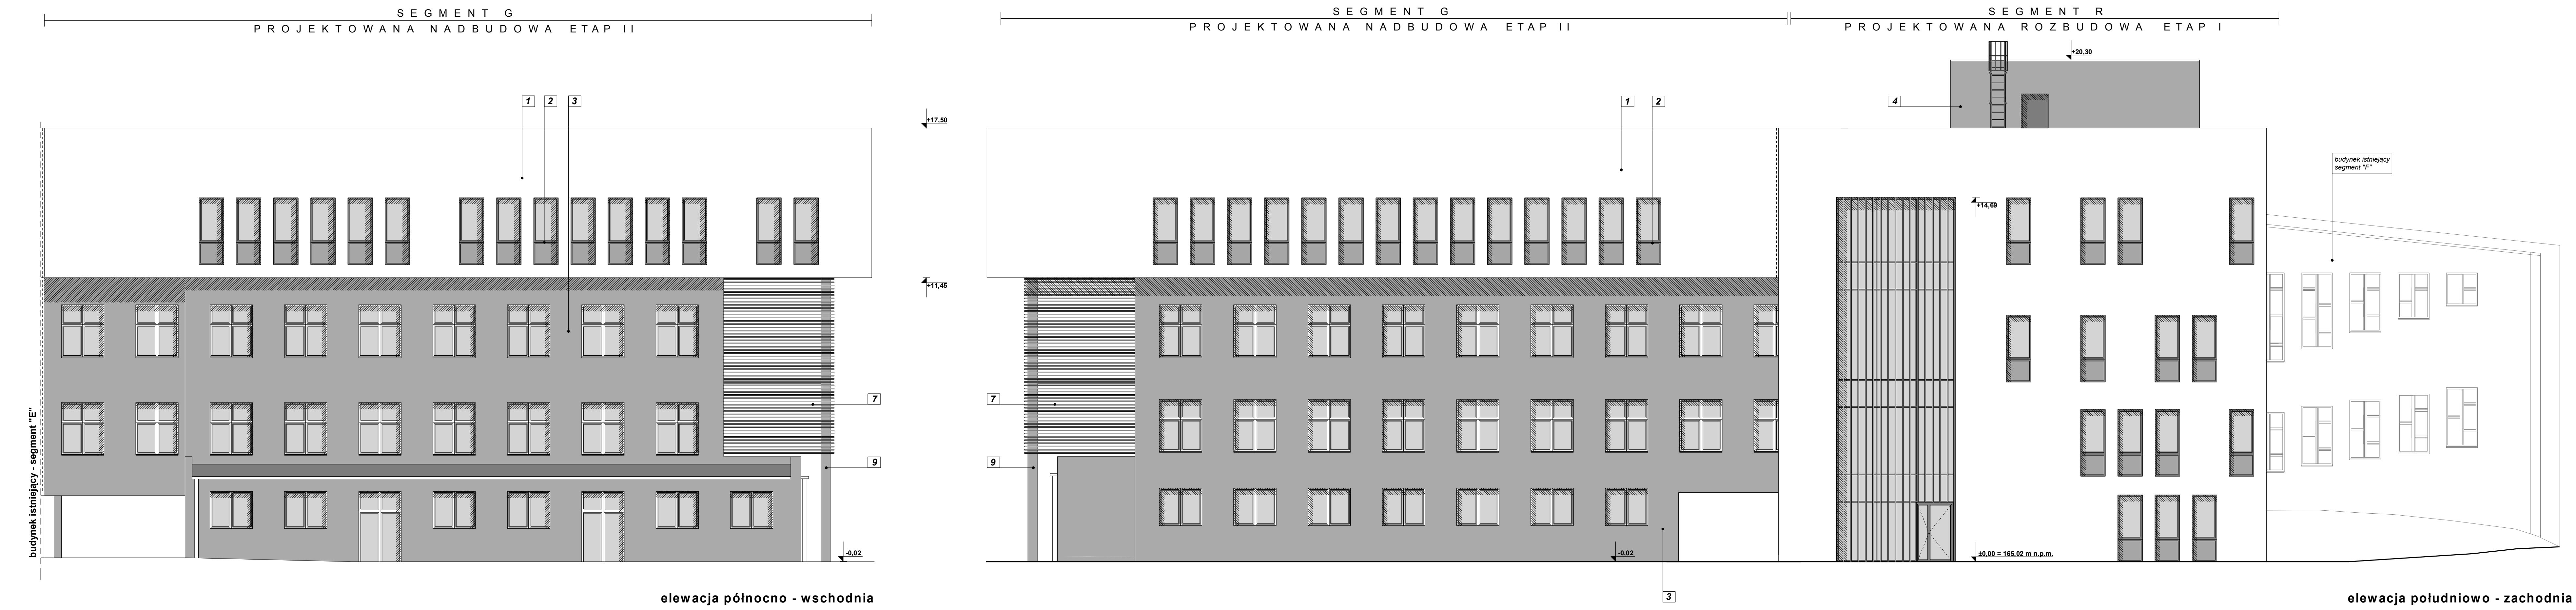 SEGMENT G
PROJEKTOWANA NADBUDOWA ETAP II
1
2
3
7
9
-0,02
budynek istniejący - segment "E"
elewacja północno - wschodnia
+17,50
+11,45
SEGMENT G
PROJEKTOWANA NADBUDOWA ETAP II
SEGMENT R
PROJEKTOWANA ROZBUDOWA ETAP I
+20,30
1
2
4
budynek istniejący
segment "F"
+14,69
7
9
-0,02
±0,00 = 165,02 m n.p.m.
3
elewacja południowo - zachodnia